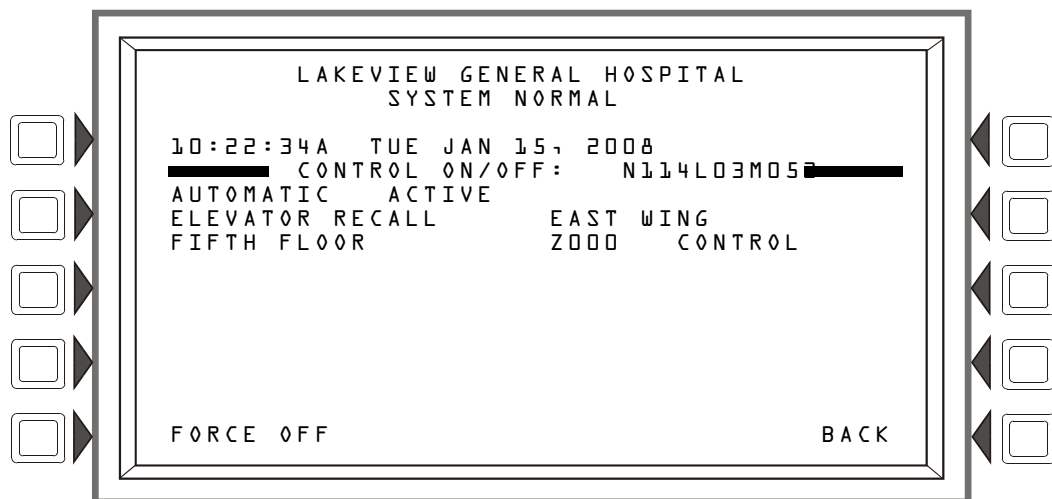 LAKEVIEW GENERAL HOSPITAL
SYSTEM NORMAL
10:22:34A TUE JAN 15, 2008
CONTROL ON/OFF: N114L03M053
AUTOMATIC ACTIVE
ELEVATOR RECALL EAST WING
FIFTH FLOOR Z000 CONTROL
FORCE OFF BACK